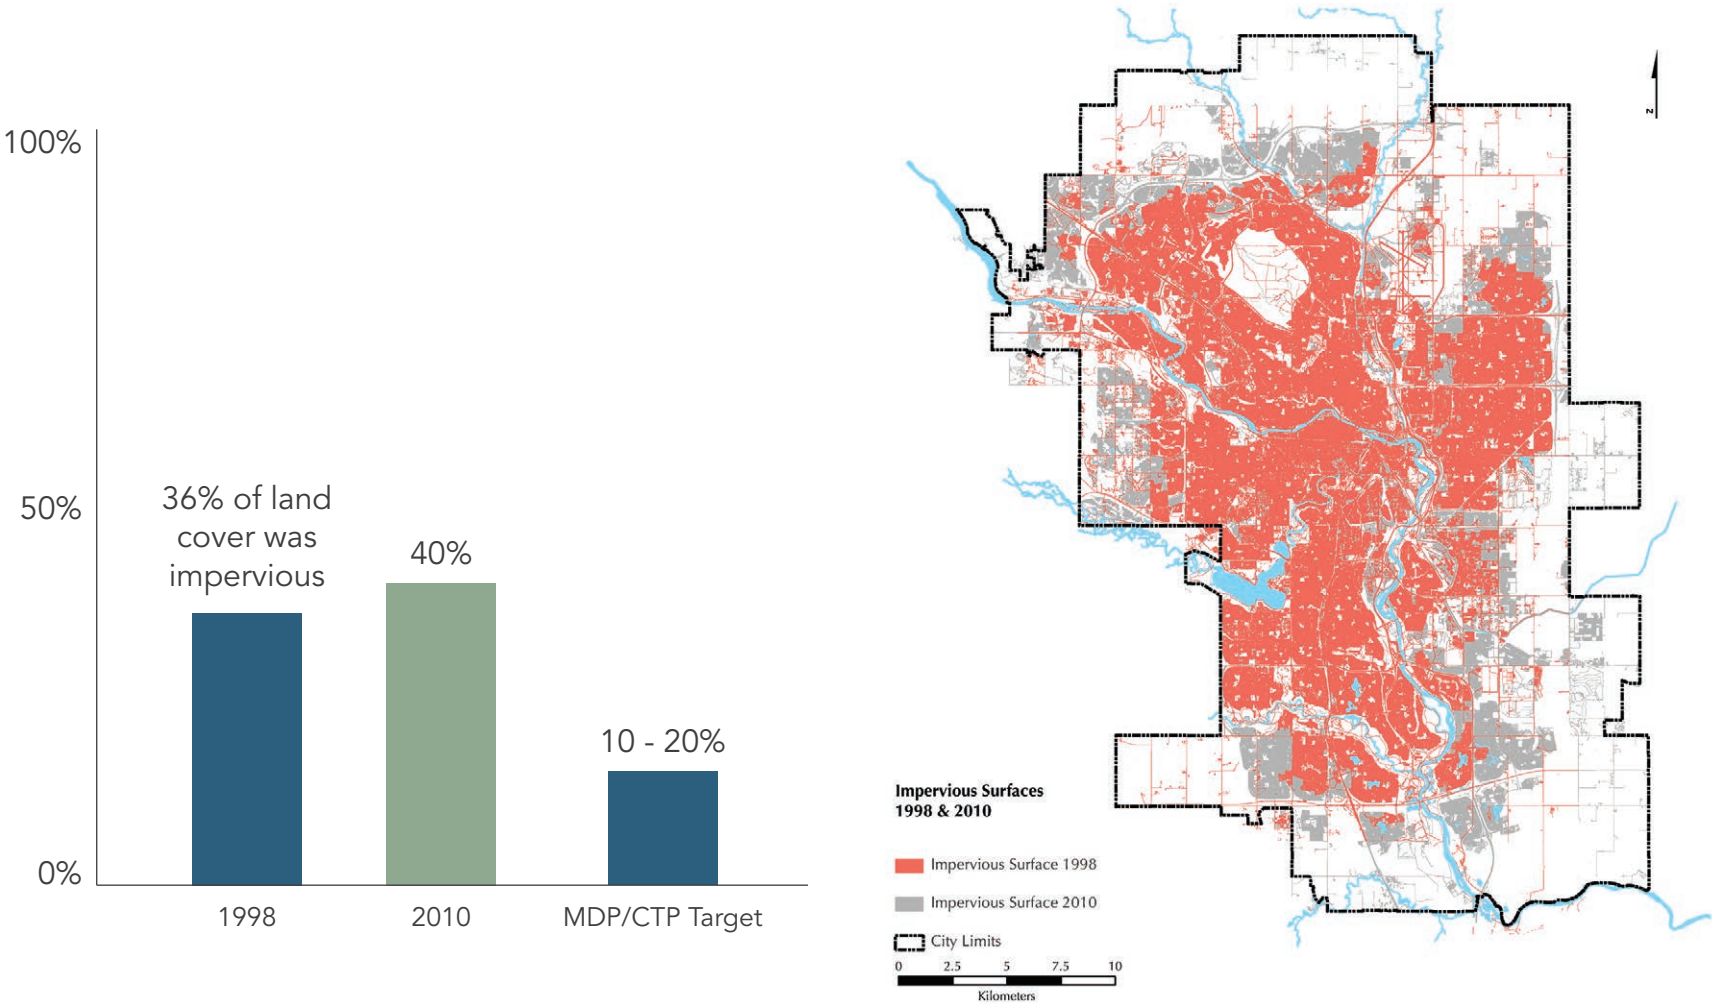 100%
50%
0%
36% of land
cover was
impervious
40%
10 - 20%
1998
2010
MDP/CTP Target
N
Impervious Surfaces
1998 & 2010
Impervious Surface 1998
Impervious Surface 2010
City Limits
0 2.5 5 7.5 10
Kilometers